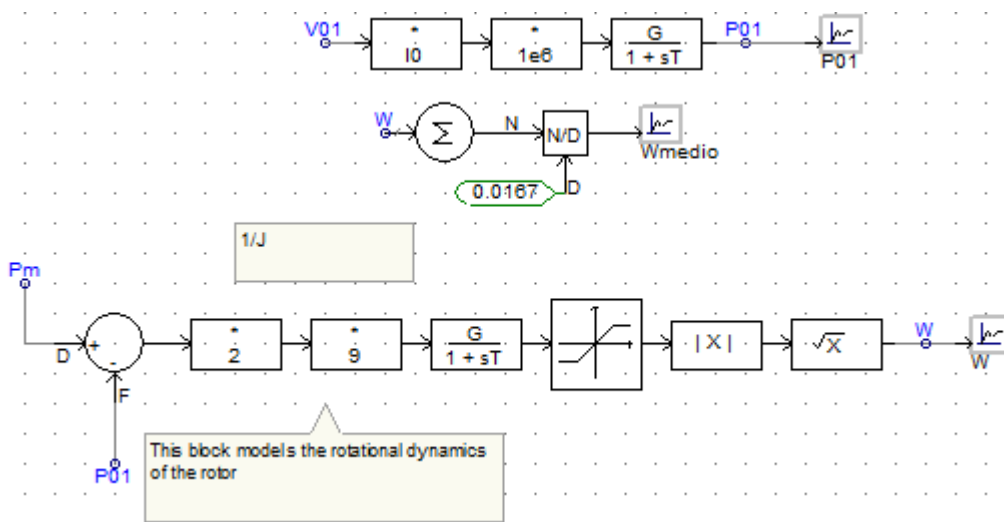 V01
*
I0
*
1e6
G
1 + sT
P01
P01
W
Σ
N
N/D
Wmedio
0.0167
D
1/J
Pm
D
+
-
F
*
2
*
9
G
1 + sT
| X |
√X
W
W
P01
This block models the rotational dynamics
of the rotor